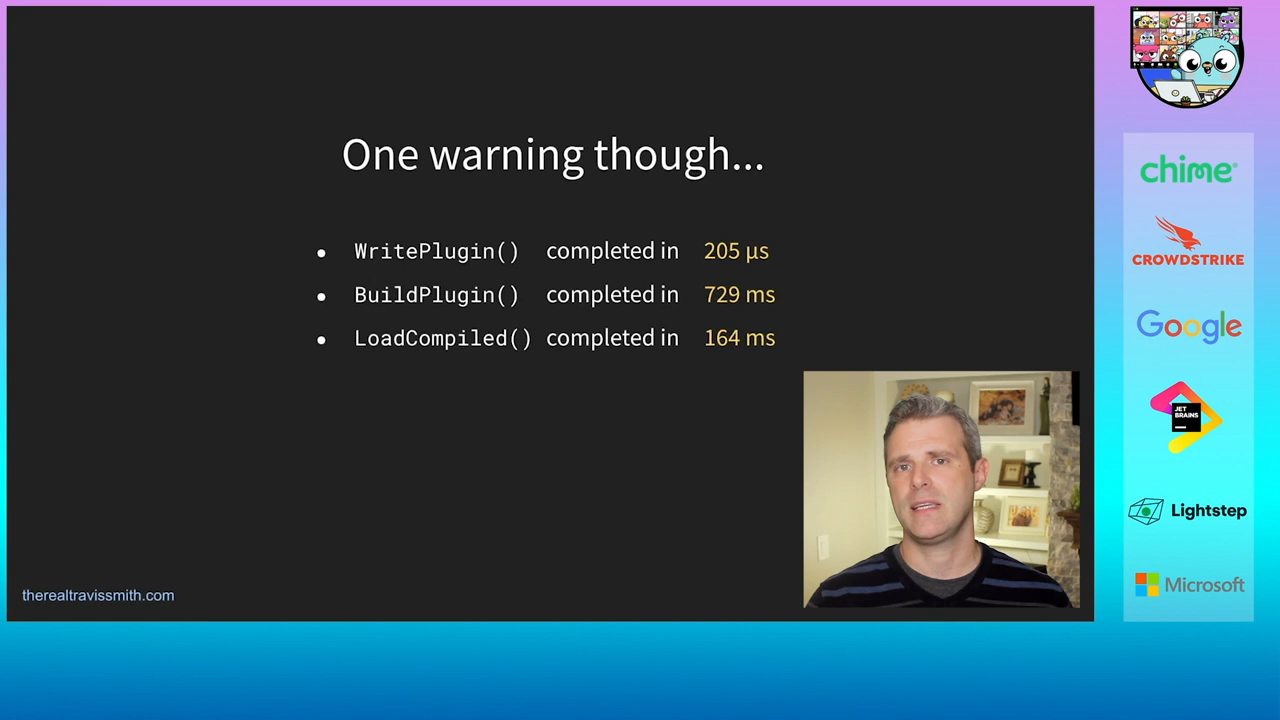 One warning though...
• WritePlugin() completed in 205 µs
• BuildPlugin() completed in 729 ms
• LoadCompiled() completed in 164 ms
therealtravissmith.com
chime®
CROWDSTRIKE
Google
JET
BRAINS
Lightstep
Microsoft